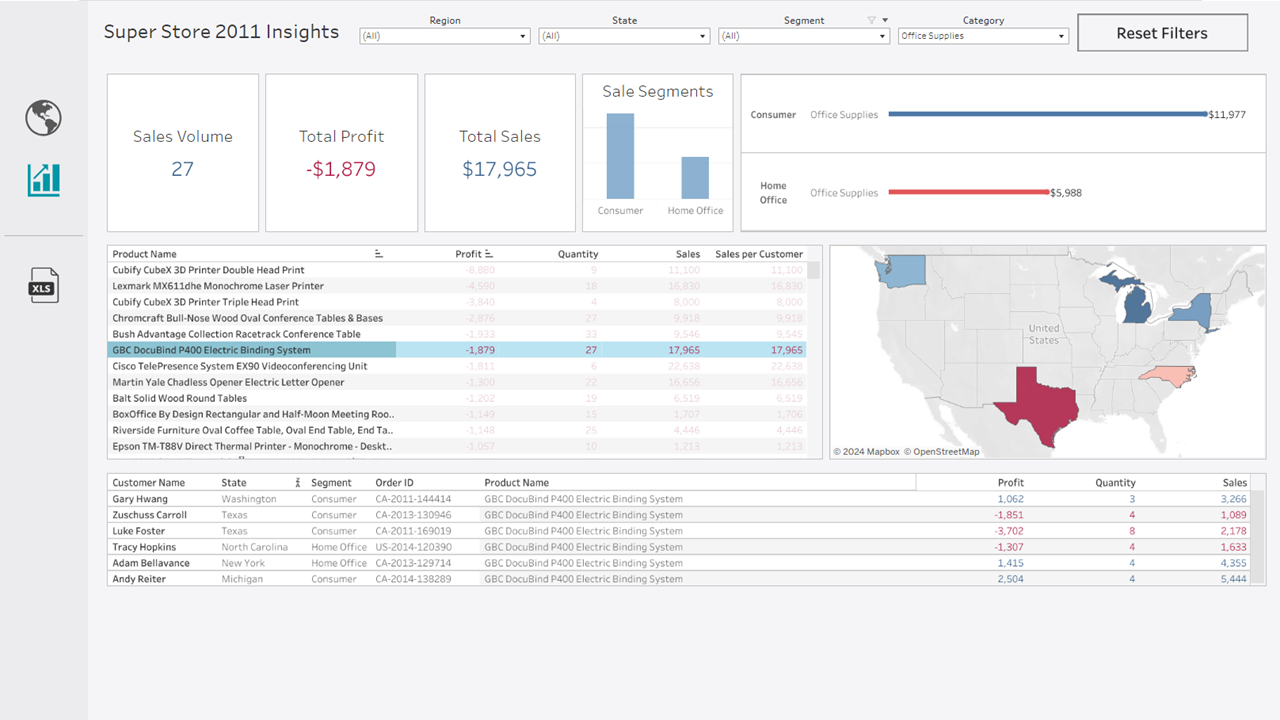 Super Store 2011 Insights
Region State Segment Category
(All) (All) (All) Office Supplies
Reset Filters
Sales Volume
27
Total Profit
-$1,879
Total Sales
$17,965
Sale Segments
Consumer Home Office
Consumer Office Supplies $11,977
Home Office Office Supplies $5,988
XLS
Product Name Profit Quantity Sales Sales per Customer
Cubify CubeX 3D Printer Double Head Print -8,880 9 11,100 11,100
Lexmark MX611dhe Monochrome Laser Printer -4,590 18 16,830 16,830
Cubify CubeX 3D Printer Triple Head Print -3,840 4 8,000 8,000
Chromcraft Bull-Nose Wood Oval Conference Tables & Bases -2,876 27 9,918 9,918
Bush Advantage Collection Racetrack Conference Table -1,933 33 9,546 9,545
GBC DocuBind P400 Electric Binding System -1,879 27 17,965 17,965
Cisco TelePresence System EX90 Videoconferencing Unit -1,811 6 22,638 22,638
Martin Yale Chadless Opener Electric Letter Opener -1,300 22 16,656 16,656
Balt Solid Wood Round Tables -1,202 19 6,519 6,519
BoxOffice By Design Rectangular and Half-Moon Meeting Roo.. -1,149 15 1,707 1,706
Riverside Furniture Oval Coffee Table, Oval End Table, End Ta.. -1,148 25 4,446 4,446
Epson TM-T88V Direct Thermal Printer - Monochrome - Deskt.. -1,057 10 1,213 1,213
United
States
© 2024 Mapbox © OpenStreetMap
Customer Name State Segment Order ID Product Name Profit Quantity Sales
Gary Hwang Washington Consumer CA-2011-144414 GBC DocuBind P400 Electric Binding System 1,062 3 3,266
Zuschuss Carroll Texas Consumer CA-2013-130946 GBC DocuBind P400 Electric Binding System -1,851 4 1,089
Luke Foster Texas Consumer CA-2011-169019 GBC DocuBind P400 Electric Binding System -3,702 8 2,178
Tracy Hopkins North Carolina Home Office US-2014-120390 GBC DocuBind P400 Electric Binding System -1,307 4 1,633
Adam Bellavance New York Home Office CA-2013-129714 GBC DocuBind P400 Electric Binding System 1,415 4 4,355
Andy Reiter Michigan Consumer CA-2014-138289 GBC DocuBind P400 Electric Binding System 2,504 4 5,444